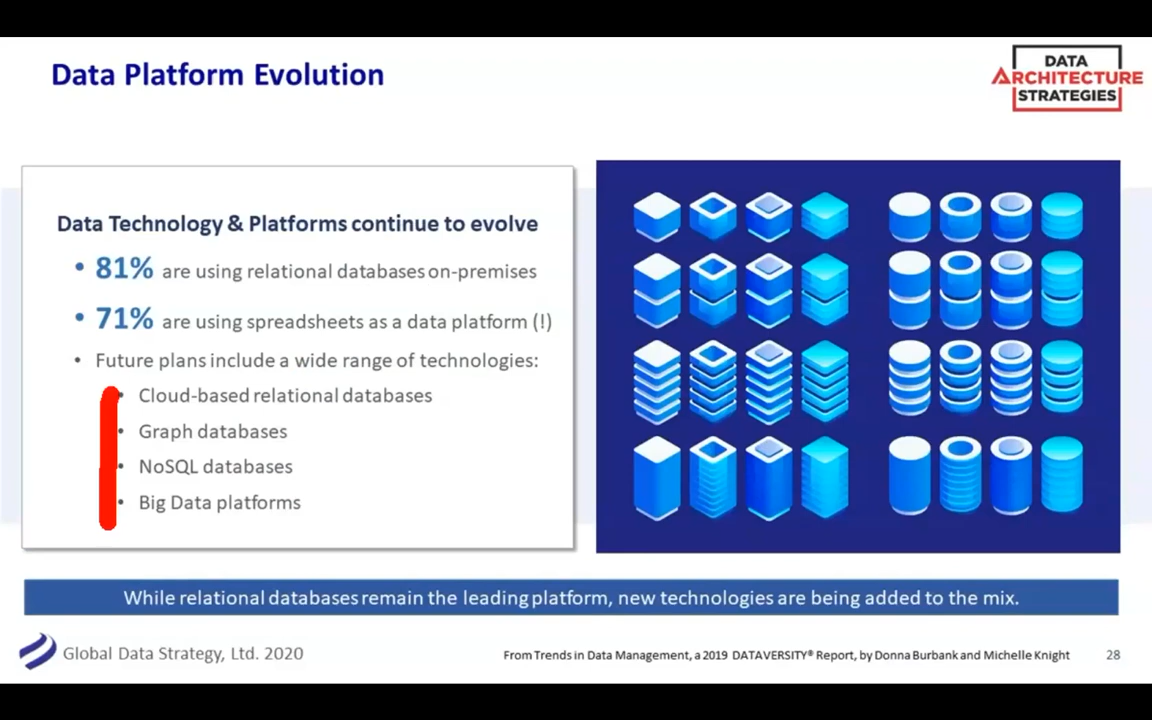 Data Platform Evolution
DATA
ARCHITECTURE
STRATEGIES
Data Technology & Platforms continue to evolve
• 81% are using relational databases on-premises
• 71% are using spreadsheets as a data platform (!)
• Future plans include a wide range of technologies:
• Cloud-based relational databases
• Graph databases
• NoSQL databases
• Big Data platforms
While relational databases remain the leading platform, new technologies are being added to the mix.
Global Data Strategy, Ltd. 2020
From Trends in Data Management, a 2019 DATAVERSITY® Report, by Donna Burbank and Michelle Knight
28